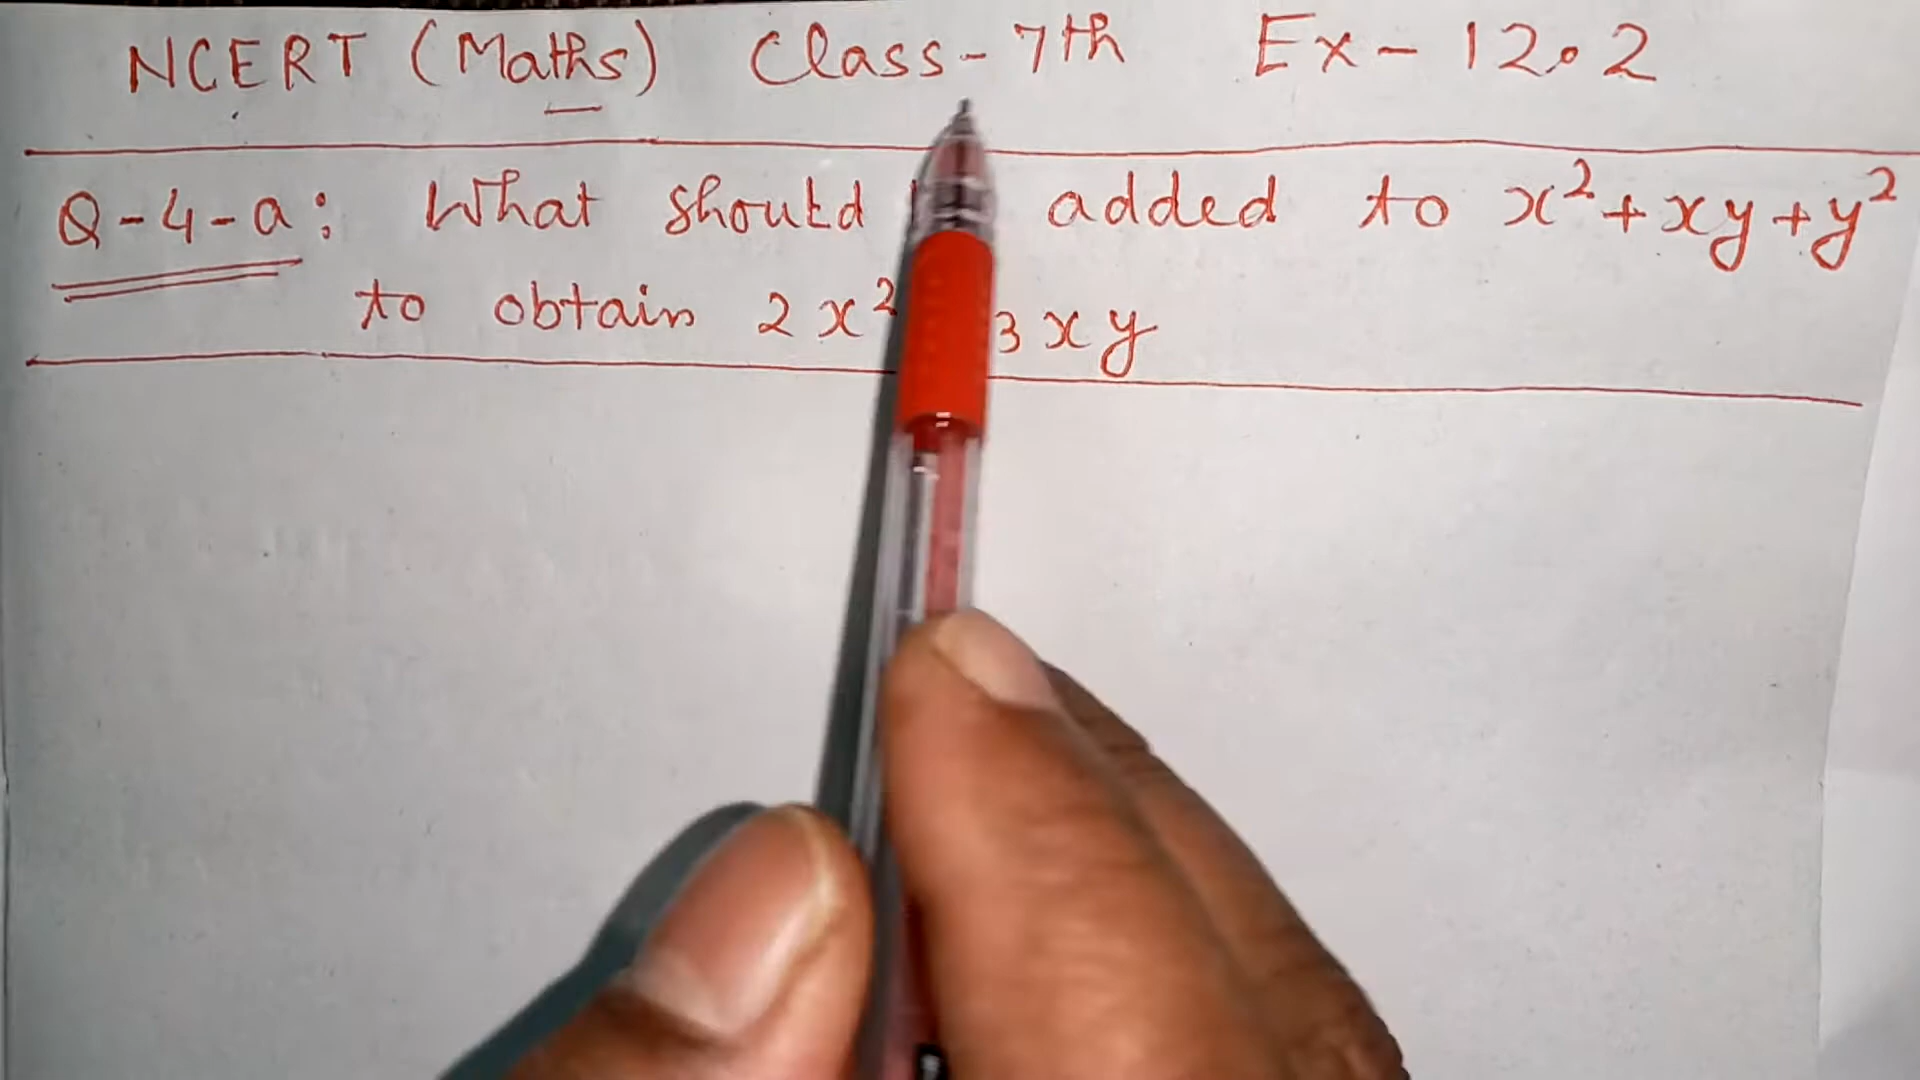 NCERT (Maths) Class-7th Ex-12.2
Q-4-a: What should added to x²+xy+y²
to obtain 2x² 3xy